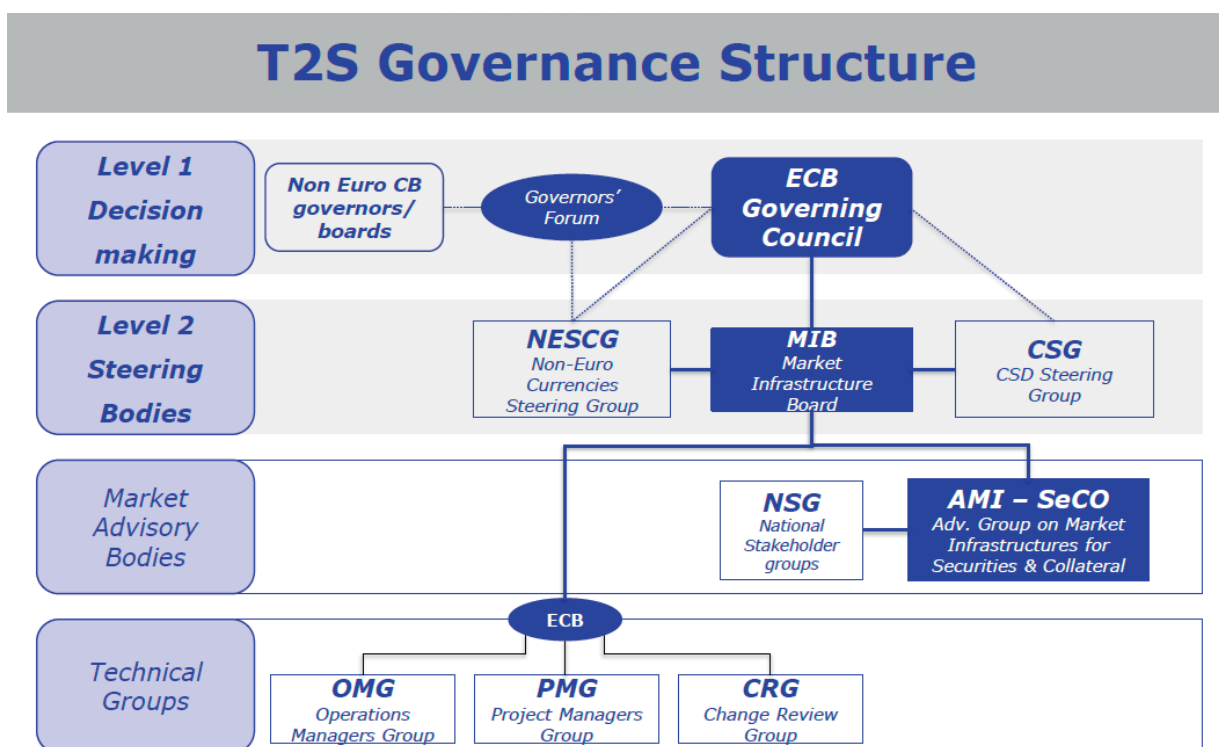 T2S Governance Structure
Level 1
Decision
making
Non Euro CB
governors/
boards
Governors’
Forum
ECB
Governing
Council
Level 2
Steering
Bodies
NESCG
Non-Euro
Currencies
Steering Group
MIB
Market
Infrastructure
Board
CSG
CSD Steering
Group
Market
Advisory
Bodies
NSG
National
Stakeholder
groups
AMI – SeCO
Adv. Group on Market
Infrastructures for
Securities & Collateral
ECB
Technical
Groups
OMG
Operations
Managers Group
PMG
Project Managers
Group
CRG
Change Review
Group